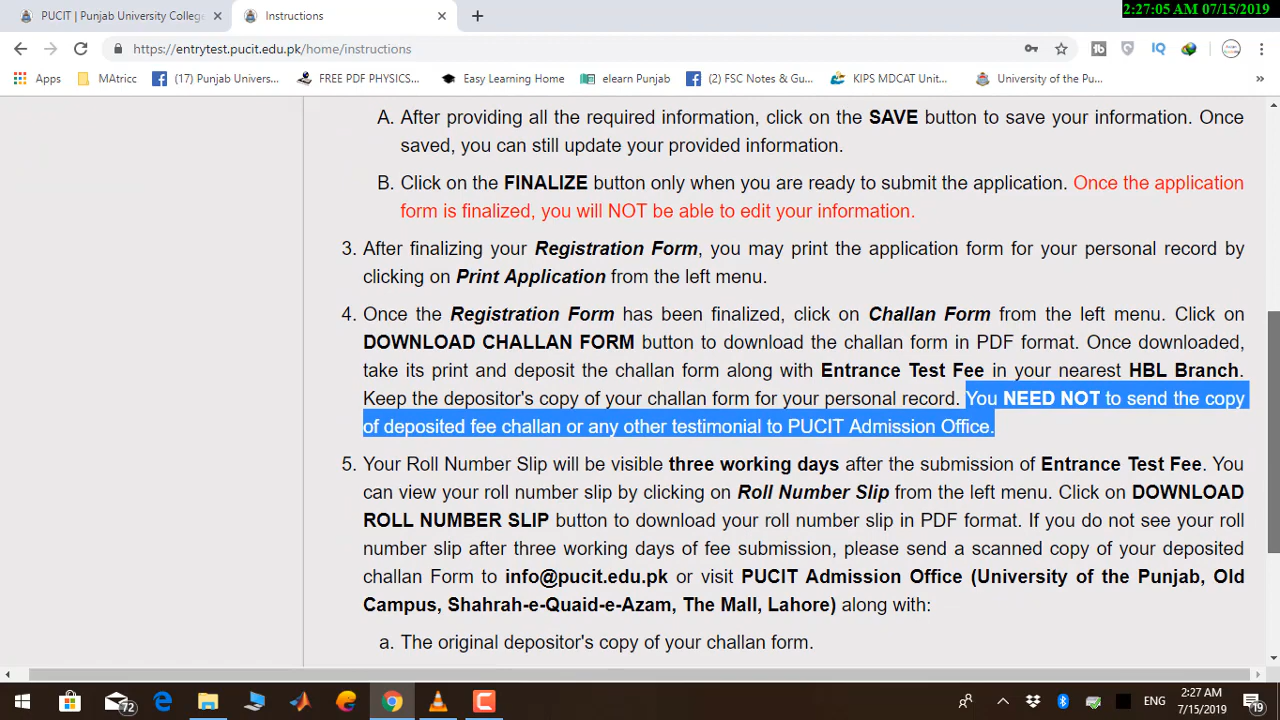 2:27:05 AM 07/15/2019
PUCIT | Punjab University College
Instructions
https://entrytest.pucit.edu.pk/home/instructions
Apps
MAtricc
(17) Punjab Univers...
FREE PDF PHYSICS...
Easy Learning Home
elearn Punjab
(2) FSC Notes & Gu...
KIPS MDCAT Unit...
University of the Pu...
»
A. After providing all the required information, click on the SAVE button to save your information. Once
saved, you can still update your provided information.
B. Click on the FINALIZE button only when you are ready to submit the application. Once the application
form is finalized, you will NOT be able to edit your information.
3. After finalizing your Registration Form, you may print the application form for your personal record by
clicking on Print Application from the left menu.
4. Once the Registration Form has been finalized, click on Challan Form from the left menu. Click on
DOWNLOAD CHALLAN FORM button to download the challan form in PDF format. Once downloaded,
take its print and deposit the challan form along with Entrance Test Fee in your nearest HBL Branch.
Keep the depositor's copy of your challan form for your personal record. You NEED NOT to send the copy
of deposited fee challan or any other testimonial to PUCIT Admission Office.
5. Your Roll Number Slip will be visible three working days after the submission of Entrance Test Fee. You
can view your roll number slip by clicking on Roll Number Slip from the left menu. Click on DOWNLOAD
ROLL NUMBER SLIP button to download your roll number slip in PDF format. If you do not see your roll
number slip after three working days of fee submission, please send a scanned copy of your deposited
challan Form to info@pucit.edu.pk or visit PUCIT Admission Office (University of the Punjab, Old
Campus, Shahrah-e-Quaid-e-Azam, The Mall, Lahore) along with:
a. The original depositor's copy of your challan form.
72
ENG
2:27 AM
7/15/2019
19